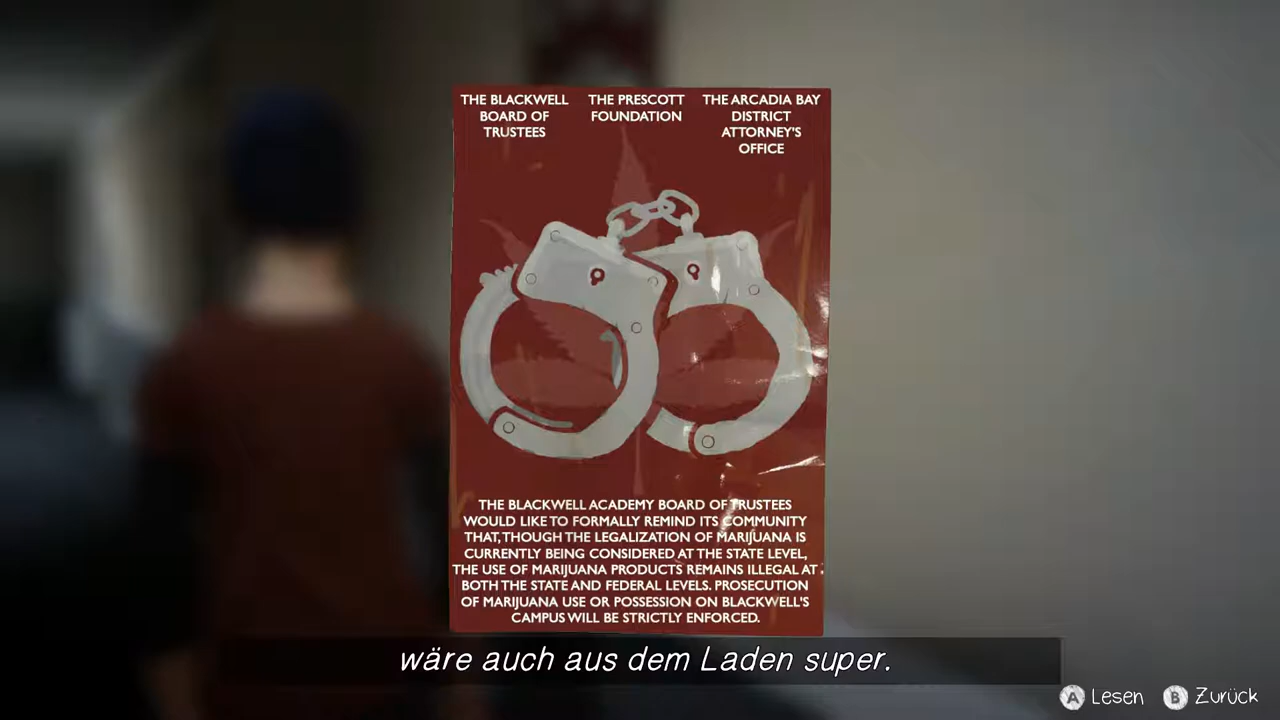 THE BLACKWELL
BOARD OF
TRUSTEES
THE PRESCOTT
FOUNDATION
THE ARCADIA BAY
DISTRICT
ATTORNEY'S
OFFICE
THE BLACKWELL ACADEMY BOARD OF TRUSTEES
WOULD LIKE TO FORMALLY REMIND ITS COMMUNITY
THAT, THOUGH THE LEGALIZATION OF MARIJUANA IS
CURRENTLY BEING CONSIDERED AT THE STATE LEVEL,
THE USE OF MARIJUANA PRODUCTS REMAINS ILLEGAL AT
BOTH THE STATE AND FEDERAL LEVELS. PROSECUTION
OF MARIJUANA USE OR POSSESSION ON BLACKWELL'S
CAMPUS WILL BE STRICTLY ENFORCED.
wäre auch aus dem Laden super.
A Lesen B Zurück